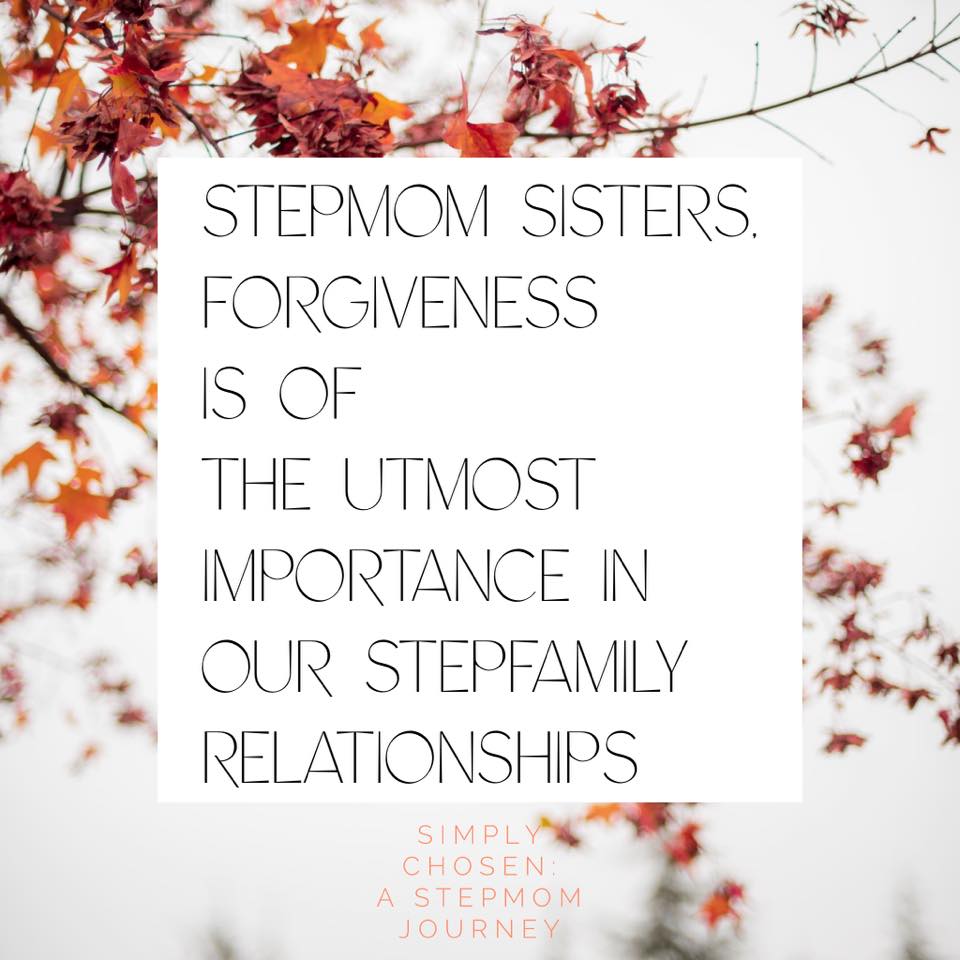 STEPMOM SISTERS,
FORGIVENESS
IS OF
THE UTMOST
IMPORTANCE IN
OUR STEPFAMILY
RELATIONSHIPS
SIMPLY
CHOSEN:
A STEPMOM
JOURNEY